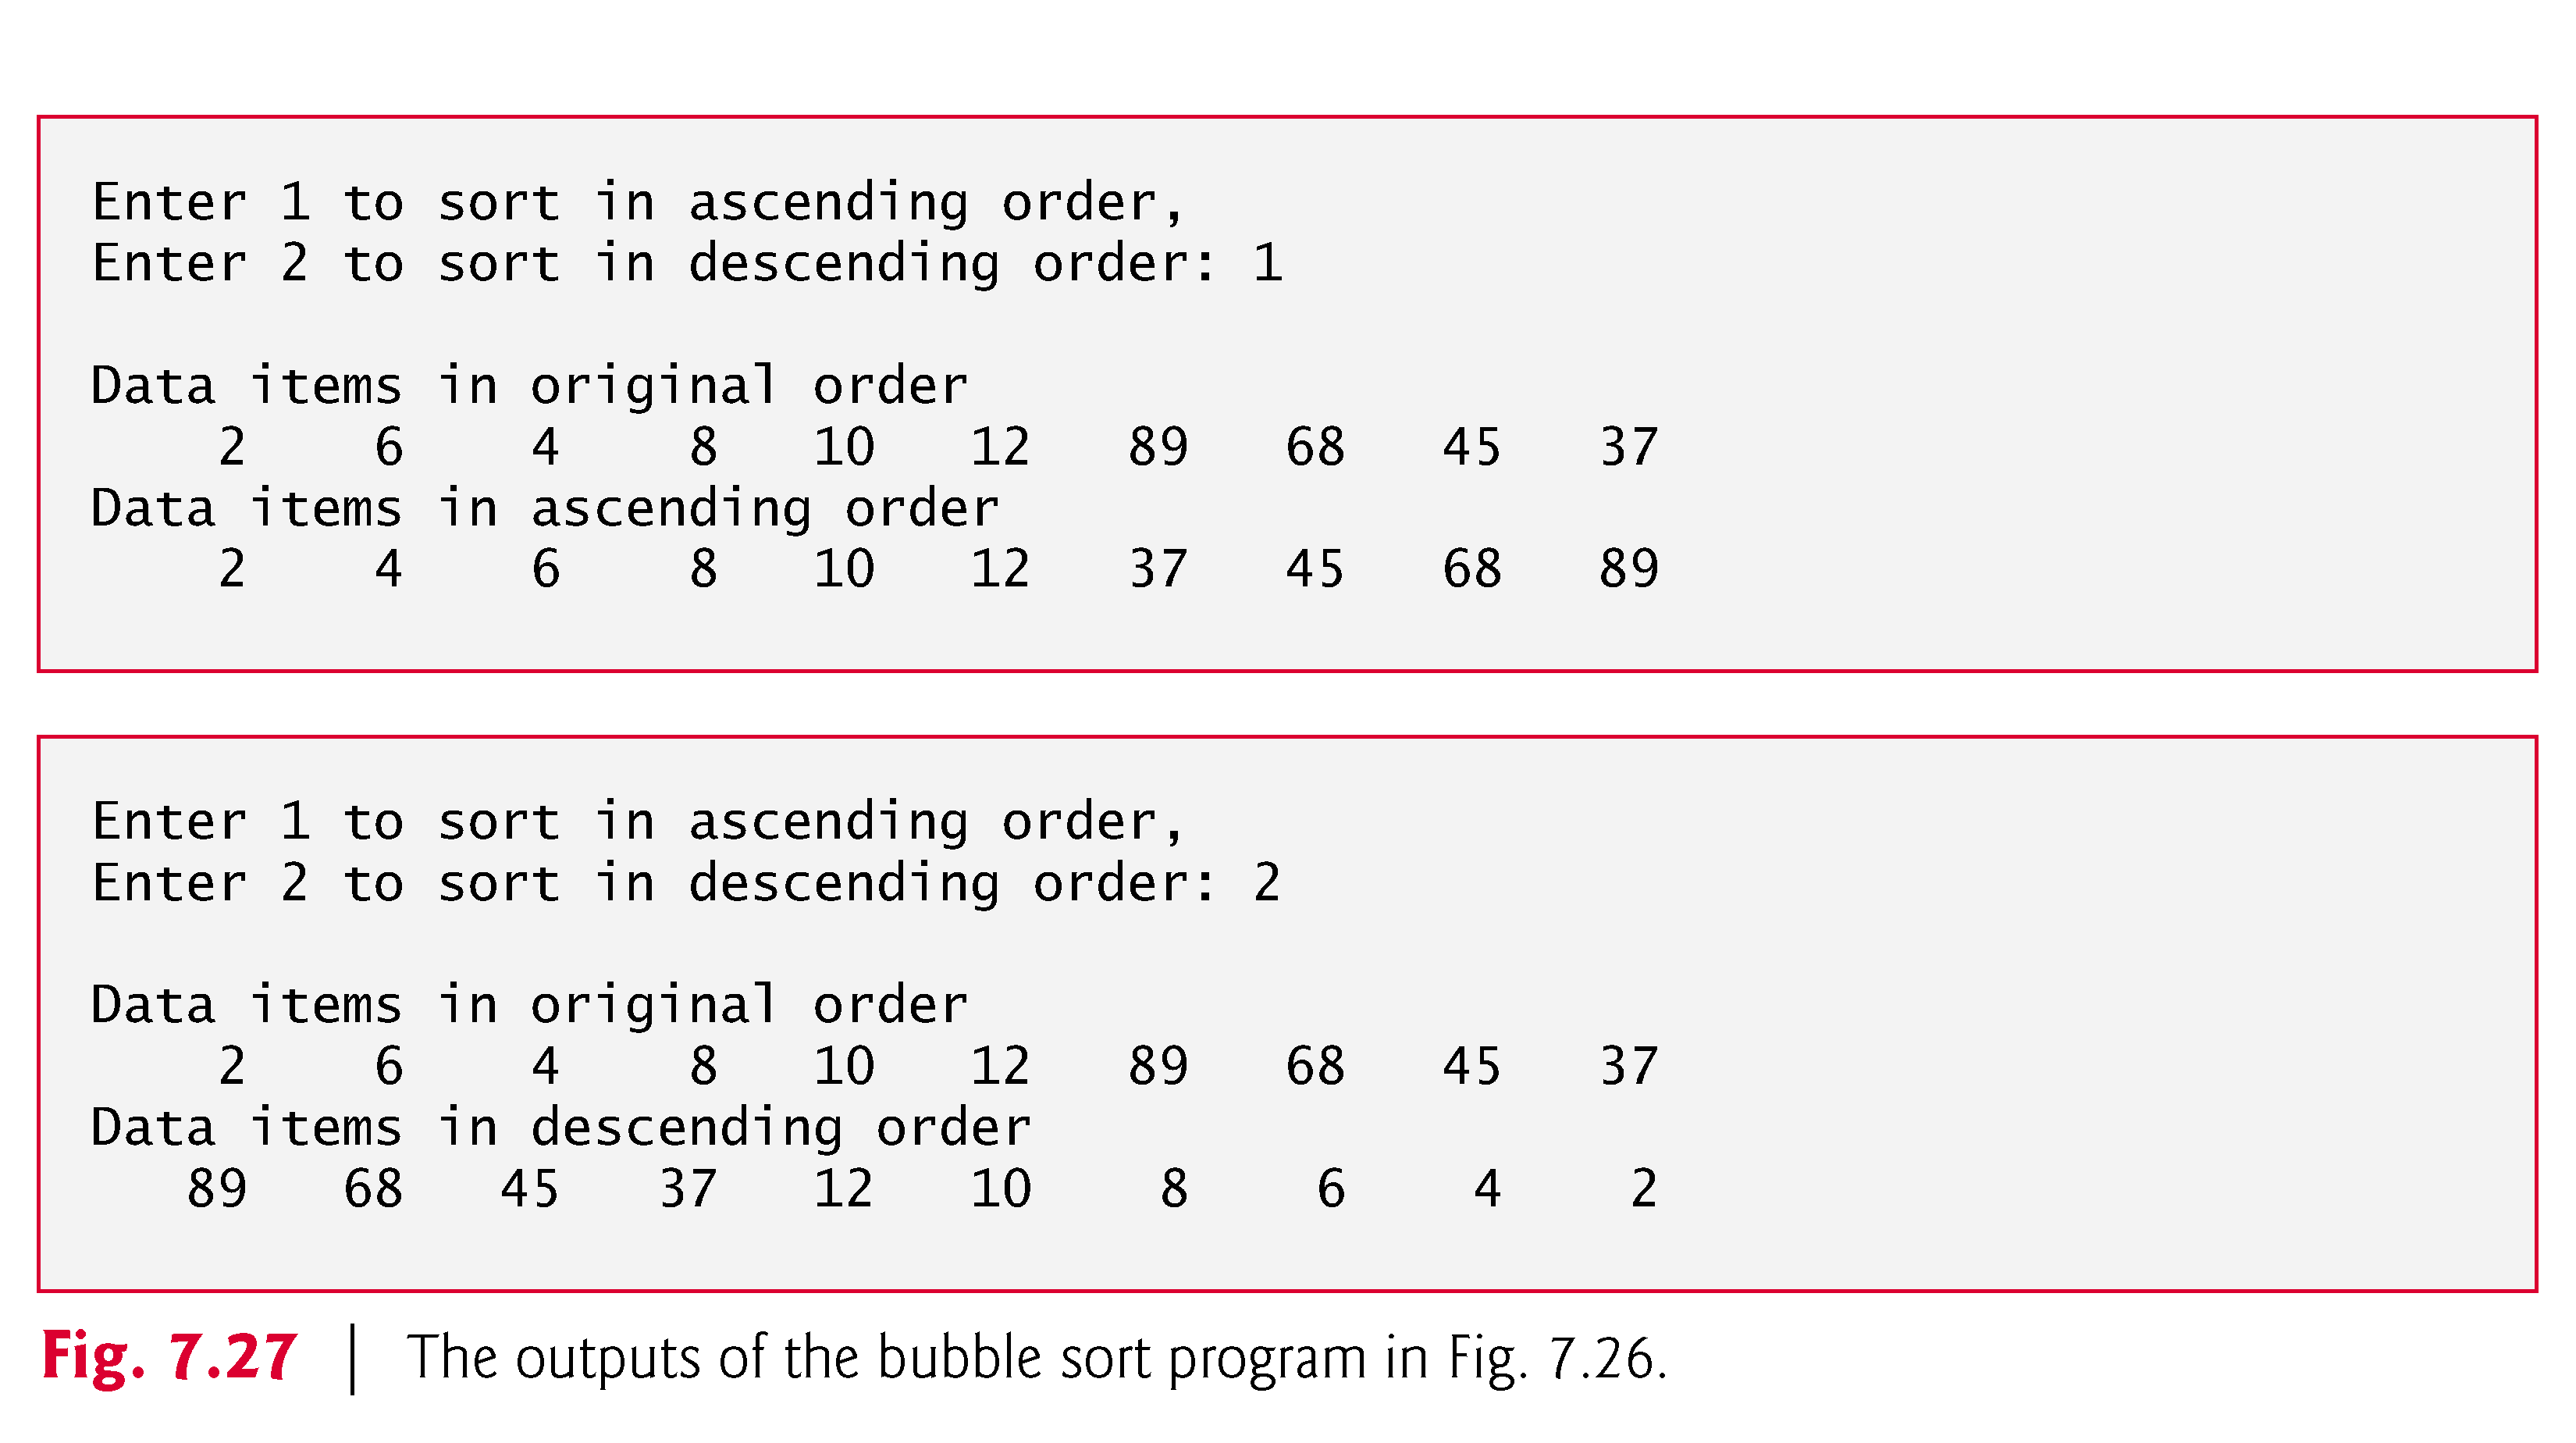 Enter 1 to sort in ascending order,
Enter 2 to sort in descending order: 1
Data items in original order
2 6 4 8 10 12 89 68 45 37
Data items in ascending order
2 4 6 8 10 12 37 45 68 89
Enter 1 to sort in ascending order,
Enter 2 to sort in descending order: 2
Data items in original order
2 6 4 8 10 12 89 68 45 37
Data items in descending order
89 68 45 37 12 10 8 6 4 2
Fig. 7.27 | The outputs of the bubble sort program in Fig. 7.26.